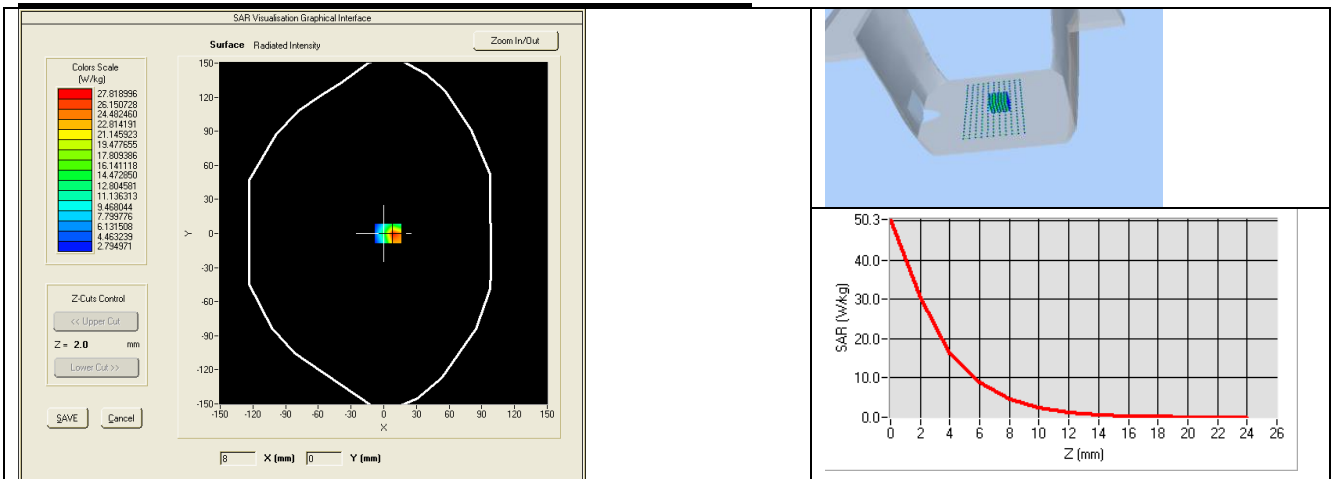 SAR Visualisation Graphical Interface
Surface Radiated Intensity
Zoom In/Out
Colors Scale
(W/kg)
27.818996
26.150728
24.482460
22.814191
21.145923
19.477655
17.809386
16.141118
14.472850
12.804581
11.136313
9.468044
7.799776
6.131508
4.463239
2.794971
Z-Cuts Control
<< Upper Cut
Z = 2.0 mm
Lower Cut >>
SAVE Cancel
150-
120-
90-
60-
30-
Y 0-
-30-
-60-
-90-
-120-
-150-
-150 -120 -90 -60 -30 0 30 60 90 120 150
X
8 X (mm) 0 Y (mm)
50.3-
40.0-
30.0-
20.0-
10.0-
0.0-
SAR (W/kg)
0 2 4 6 8 10 12 14 16 18 20 22 24 26
Z (mm)